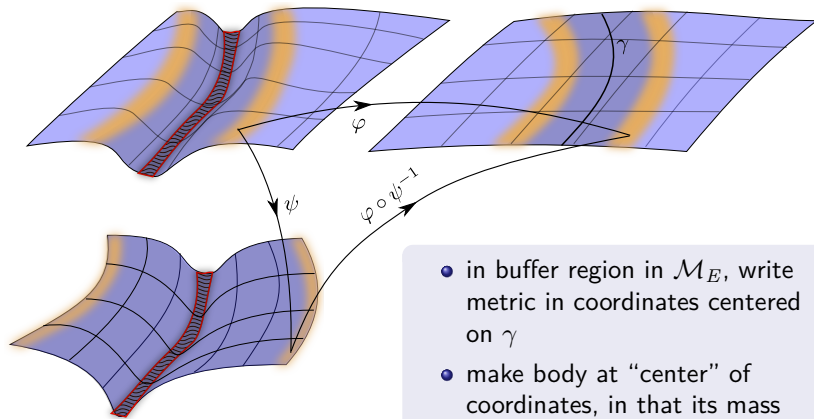 γ
φ
ψ
φ ∘ ψ⁻¹
• in buffer region in 𝓜_E, write
metric in coordinates centered
on γ
• make body at “center” of
coordinates, in that its mass